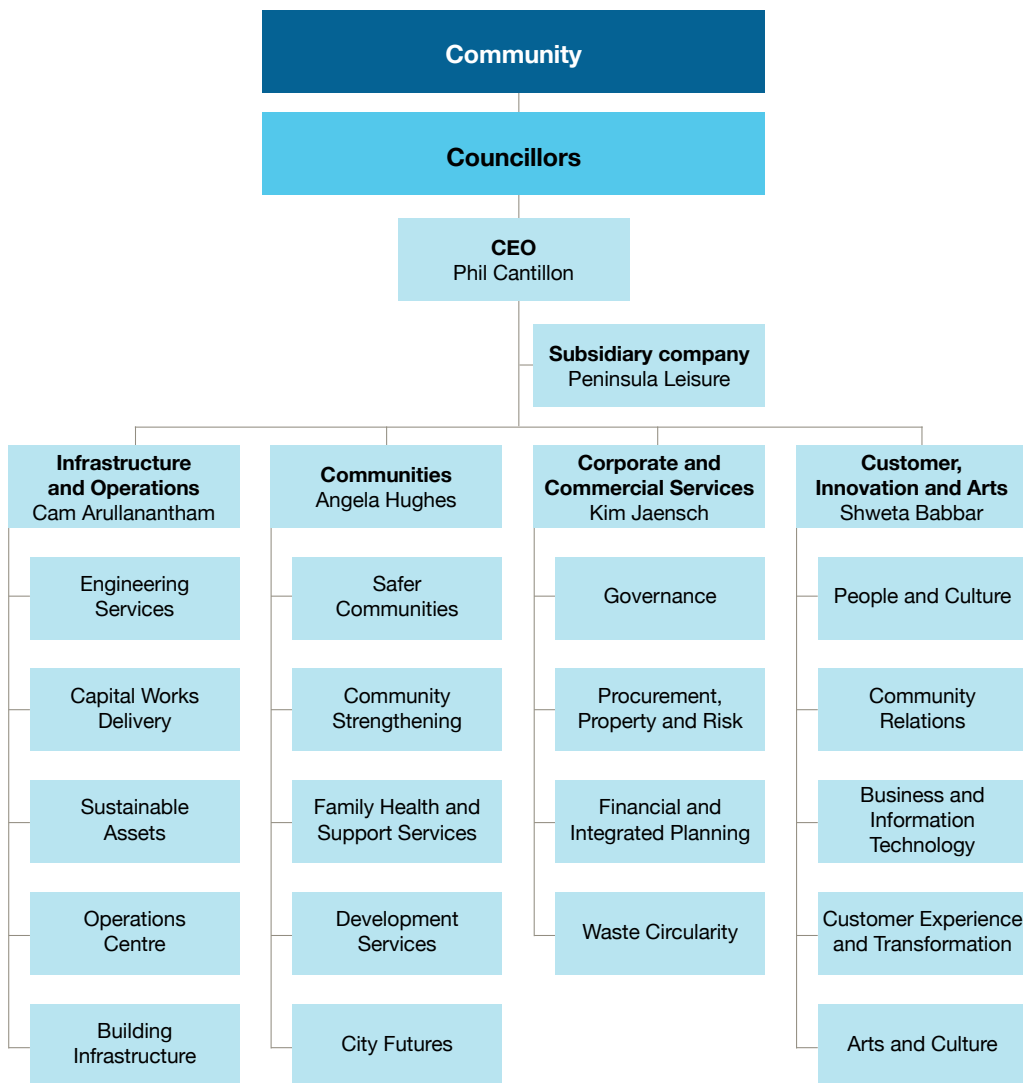 Community
Councillors
CEO
Phil Cantillon
Subsidiary company
Peninsula Leisure
Infrastructure
and Operations
Cam Arullanantham
Engineering
Services
Capital Works
Delivery
Sustainable
Assets
Operations
Centre
Building
Infrastructure
Communities
Angela Hughes
Safer
Communities
Community
Strengthening
Family Health and
Support Services
Development
Services
City Futures
Corporate and
Commercial Services
Kim Jaensch
Governance
Procurement,
Property and Risk
Financial and
Integrated Planning
Waste Circularity
Customer,
Innovation and Arts
Shweta Babbar
People and Culture
Community
Relations
Business and
Information
Technology
Customer Experience
and Transformation
Arts and Culture